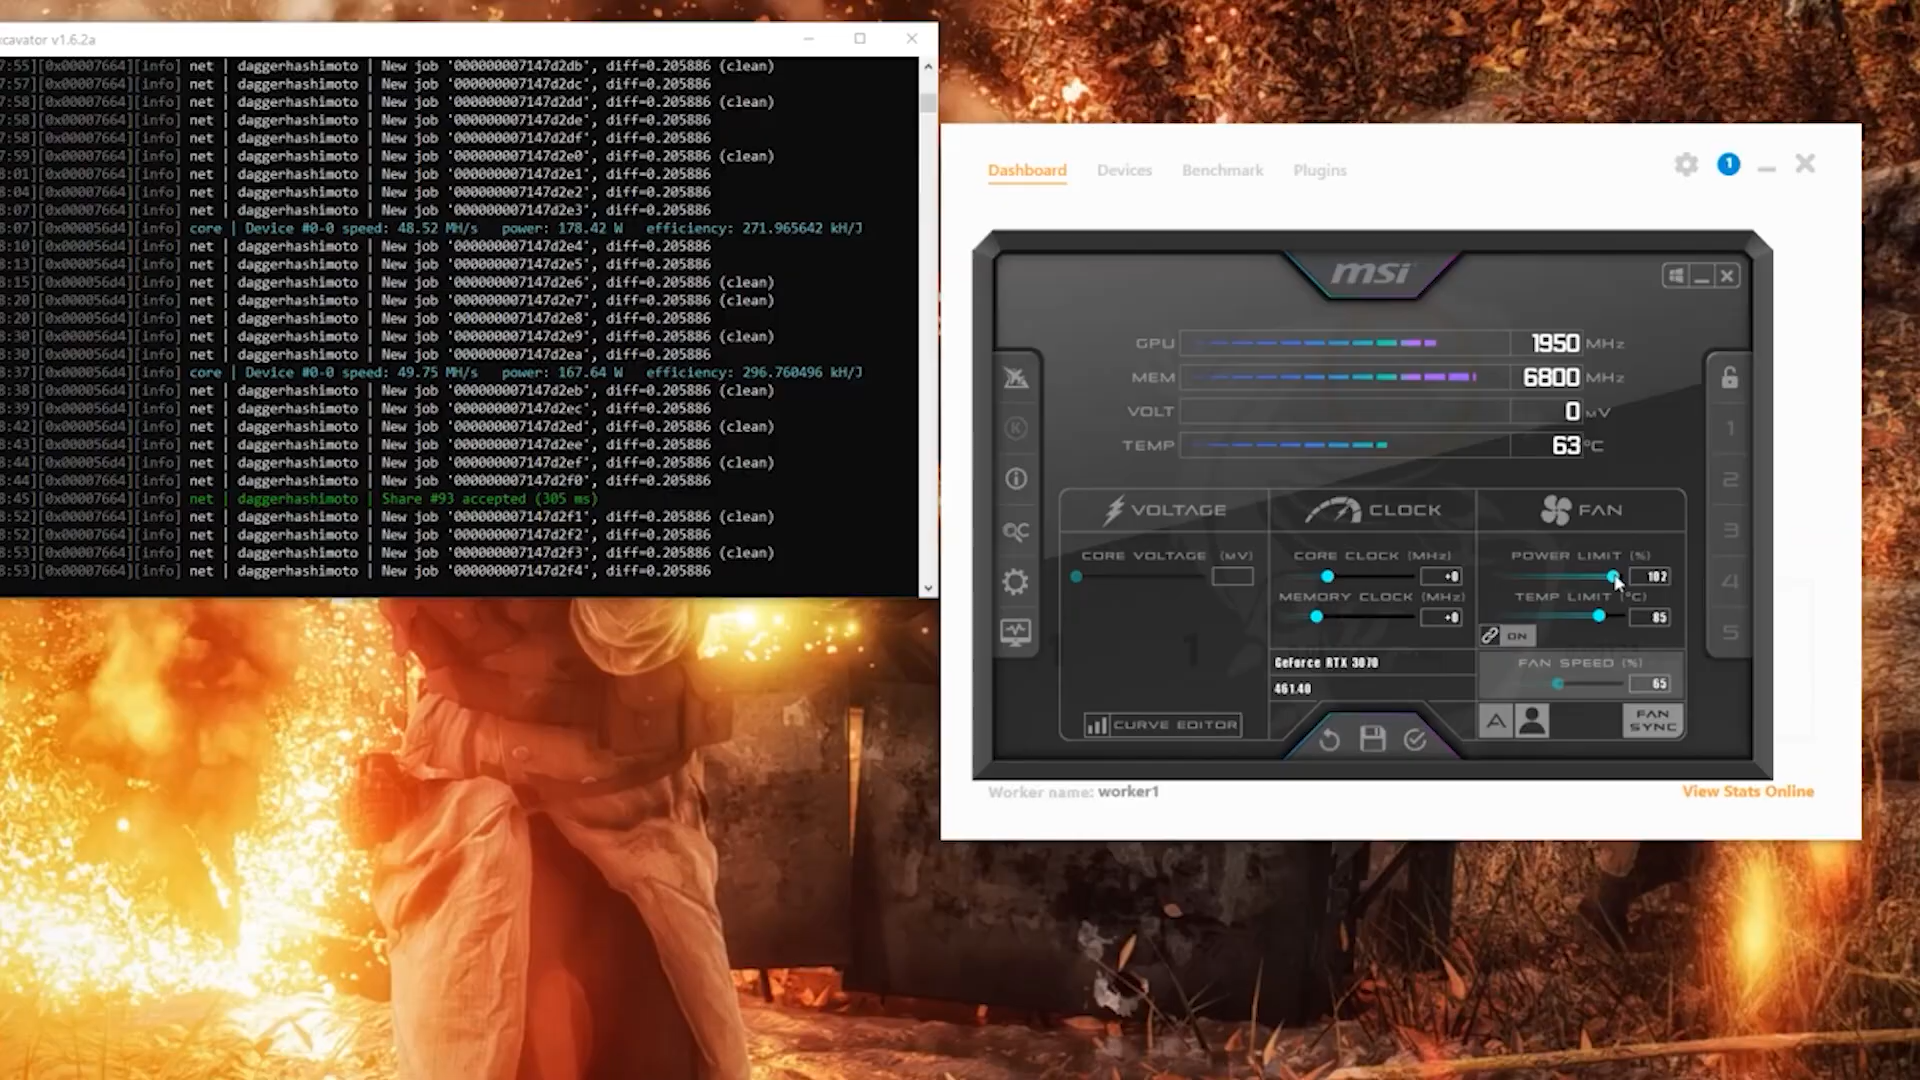 cavator v1.6.2a
7:55][0x00007664][info] net | daggerhashimoto | New job '000000007147d2db', diff=0.205886 (clean)
7:57][0x00007664][info] net | daggerhashimoto | New job '000000007147d2dc', diff=0.205886
7:58][0x00007664][info] net | daggerhashimoto | New job '000000007147d2dd', diff=0.205886 (clean)
7:58][0x00007664][info] net | daggerhashimoto | New job '000000007147d2de', diff=0.205886
7:58][0x00007664][info] net | daggerhashimoto | New job '000000007147d2df', diff=0.205886
7:59][0x00007664][info] net | daggerhashimoto | New job '000000007147d2e0', diff=0.205886 (clean)
8:01][0x00007664][info] net | daggerhashimoto | New job '000000007147d2e1', diff=0.205886
8:04][0x00007664][info] net | daggerhashimoto | New job '000000007147d2e2', diff=0.205886
8:07][0x00007664][info] net | daggerhashimoto | New job '000000007147d2e3', diff=0.205886
8:07][0x000056d4][info] core | Device #0-0 speed: 48.52 MH/s power: 178.42 W efficiency: 271.965642 kH/J
8:10][0x000056d4][info] net | daggerhashimoto | New job '000000007147d2e4', diff=0.205886
8:13][0x000056d4][info] net | daggerhashimoto | New job '000000007147d2e5', diff=0.205886
8:15][0x000056d4][info] net | daggerhashimoto | New job '000000007147d2e6', diff=0.205886 (clean)
8:20][0x000056d4][info] net | daggerhashimoto | New job '000000007147d2e7', diff=0.205886 (clean)
8:20][0x000056d4][info] net | daggerhashimoto | New job '000000007147d2e8', diff=0.205886
8:30][0x000056d4][info] net | daggerhashimoto | New job '000000007147d2e9', diff=0.205886 (clean)
8:30][0x000056d4][info] net | daggerhashimoto | New job '000000007147d2ea', diff=0.205886
8:37][0x000056d4][info] core | Device #0-0 speed: 49.75 MH/s power: 167.64 W efficiency: 296.760496 kH/J
8:38][0x000056d4][info] net | daggerhashimoto | New job '000000007147d2eb', diff=0.205886 (clean)
8:39][0x000056d4][info] net | daggerhashimoto | New job '000000007147d2ec', diff=0.205886
8:42][0x000056d4][info] net | daggerhashimoto | New job '000000007147d2ed', diff=0.205886 (clean)
8:43][0x000056d4][info] net | daggerhashimoto | New job '000000007147d2ee', diff=0.205886
8:44][0x000056d4][info] net | daggerhashimoto | New job '000000007147d2ef', diff=0.205886 (clean)
8:44][0x00007664][info] net | daggerhashimoto | New job '000000007147d2f0', diff=0.205886
8:45][0x00007664][info] net | daggerhashimoto | Share #93 accepted (305 ms)
8:52][0x00007664][info] net | daggerhashimoto | New job '000000007147d2f1', diff=0.205886 (clean)
8:52][0x00007664][info] net | daggerhashimoto | New job '000000007147d2f2', diff=0.205886
8:53][0x00007664][info] net | daggerhashimoto | New job '000000007147d2f3', diff=0.205886 (clean)
8:53][0x00007664][info] net | daggerhashimoto | New job '000000007147d2f4', diff=0.205886
Dashboard Devices Benchmark Plugins 1
msi
GPU 1950 MHz
MEM 6800 MHz
VOLT 0 MV
TEMP 63 °C
K
OC
1
2
3
4
5
VOLTAGE CLOCK FAN
CORE VOLTAGE (MV) CORE CLOCK (MHz) +0 POWER LIMIT (%) 102
MEMORY CLOCK (MHz) +0 TEMP LIMIT (°C) 85
ON
GeForce RTX 3070
461.40
FAN SPEED (%)
65
CURVE EDITOR
A
FAN SYNC
Worker name: worker1
View Stats Online